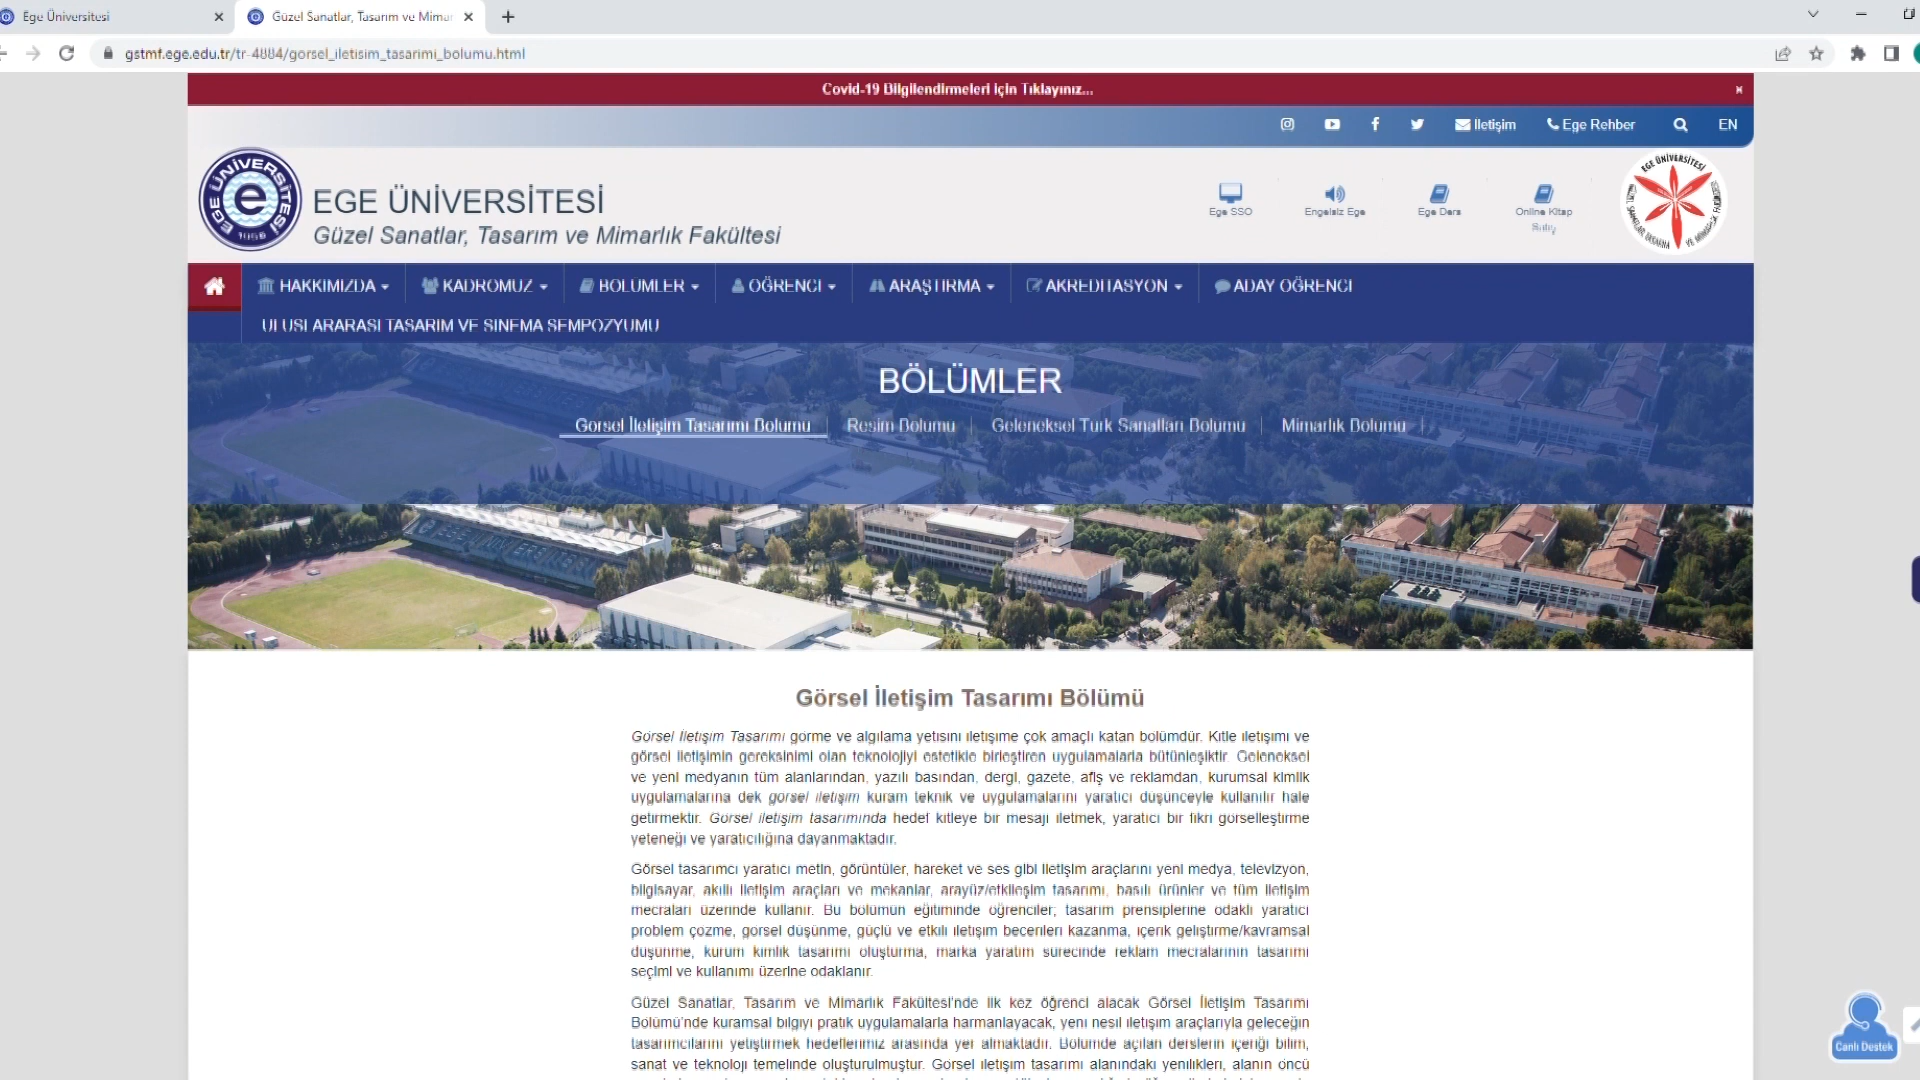 Ege Üniversitesi
Güzel Sanatlar, Tasarım ve Mimar
gstmf.ege.edu.tr/tr-4884/gorsel_iletisim_tasarimi_bolumu.html
Covid-19 Bilgilendirmeleri için Tıklayınız...
İletişim
Ege Rehber
EN
EGE ÜNİVERSİTESİ
Güzel Sanatlar, Tasarım ve Mimarlık Fakültesi
Ege SSO
Engelsiz Ege
Ege Ders
Online Kitap
Satış
HAKKIMIZDA
KADROMUZ
BÖLÜMLER
ÖĞRENCİ
ARAŞTIRMA
AKREDİTASYON
ADAY ÖĞRENCİ
ULUSLARARASI TASARIM VE SİNEMA SEMPOZYUMU
BÖLÜMLER
Görsel İletişim Tasarımı Bölümü
Resim Bölümü
Geleneksel Türk Sanatları Bölümü
Mimarlık Bölümü
Görsel İletişim Tasarımı Bölümü
Görsel İletişim Tasarımı görme ve algılama yetisini iletişime çok amaçlı katan bölümdür. Kitle iletişimi ve
görsel iletişimin gereksinimi olan teknolojiyi estetikle birleştiren uygulamalarla bütünleşiktir. Geleneksel
ve yeni medyanın tüm alanlarından, yazılı basından, dergi, gazete, afiş ve reklamdan, kurumsal kimlik
uygulamalarına dek görsel iletişim kuram teknik ve uygulamalarını yaratıcı düşünceyle kullanılır hale
getirmektir. Görsel iletişim tasarımında hedef kitleye bir mesajı iletmek, yaratıcı bir fikri görselleştirme
yeteneği ve yaratıcılığına dayanmaktadır.
Görsel tasarımcı yaratıcı metin, görüntüler, hareket ve ses gibi iletişim araçlarını yeni medya, televizyon,
bilgisayar, akıllı iletişim araçları ve mekanlar, arayüz/etkileşim tasarımı, basılı ürünler ve tüm iletişim
mecraları üzerinde kullanır. Bu bölümün eğitiminde öğrenciler; tasarım prensiplerine odaklı yaratıcı
problem çözme, görsel düşünme, güçlü ve etkili iletişim becerileri kazanma, içerik geliştirme/kavramsal
düşünme, kurum kimlik tasarımı oluşturma, marka yaratım sürecinde reklam mecralarının tasarımı
seçimi ve kullanımı üzerine odaklanır.
Güzel Sanatlar, Tasarım ve Mimarlık Fakültesi'nde ilk kez öğrenci alacak Görsel İletişim Tasarımı
Bölümü'nde kuramsal bilgiyi pratik uygulamalarla harmanlayacak, yeni nesil iletişim araçlarıyla geleceğin
tasarımcılarını yetiştirmek hedeflerimiz arasında yer almaktadır. Bölümde açılan derslerin içeriği bilim,
sanat ve teknoloji temelinde oluşturulmuştur. Görsel iletişim tasarımı alanındaki yenilikleri, alanın öncü
Canlı Destek